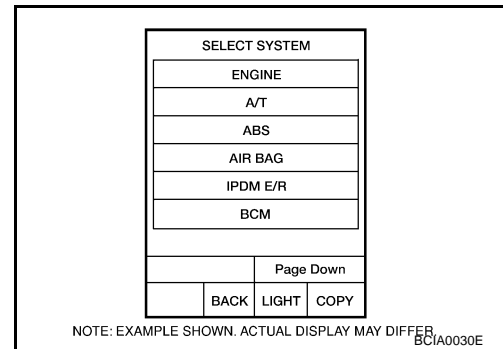 SELECT SYSTEM
ENGINE
A/T
ABS
AIR BAG
IPDM E/R
BCM
Page Down
BACK LIGHT COPY
NOTE: EXAMPLE SHOWN. ACTUAL DISPLAY MAY DIFFER.
BCIA0030E